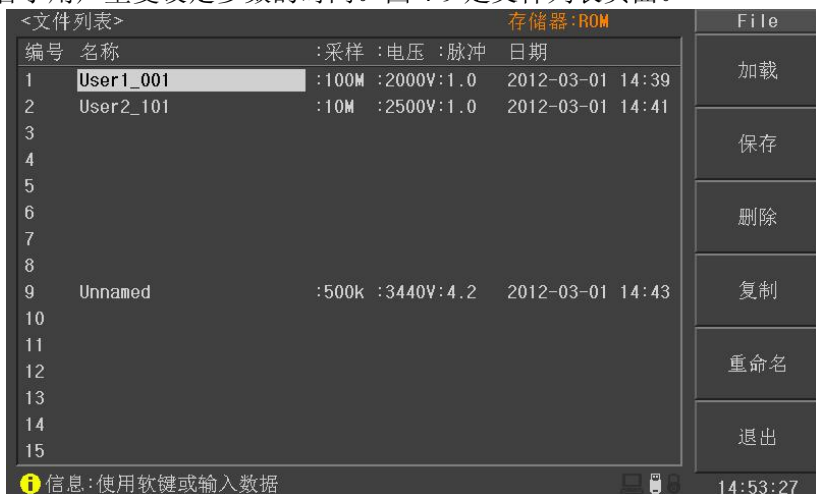 <文件列表> 存储器:ROM File
编号 名称 :采样 :电压 :脉冲 日期
1 User1_001 :100M :2000V:1.0 2012-03-01 14:39
2 User2_101 :10M :2500V:1.0 2012-03-01 14:41
3
4
5
6
7
8
9 Unnamed :500k :3440V:4.2 2012-03-01 14:43
10
11
12
13
14
15
加载
保存
删除
复制
重命名
退出
信息:使用软键或输入数据 14:53:27